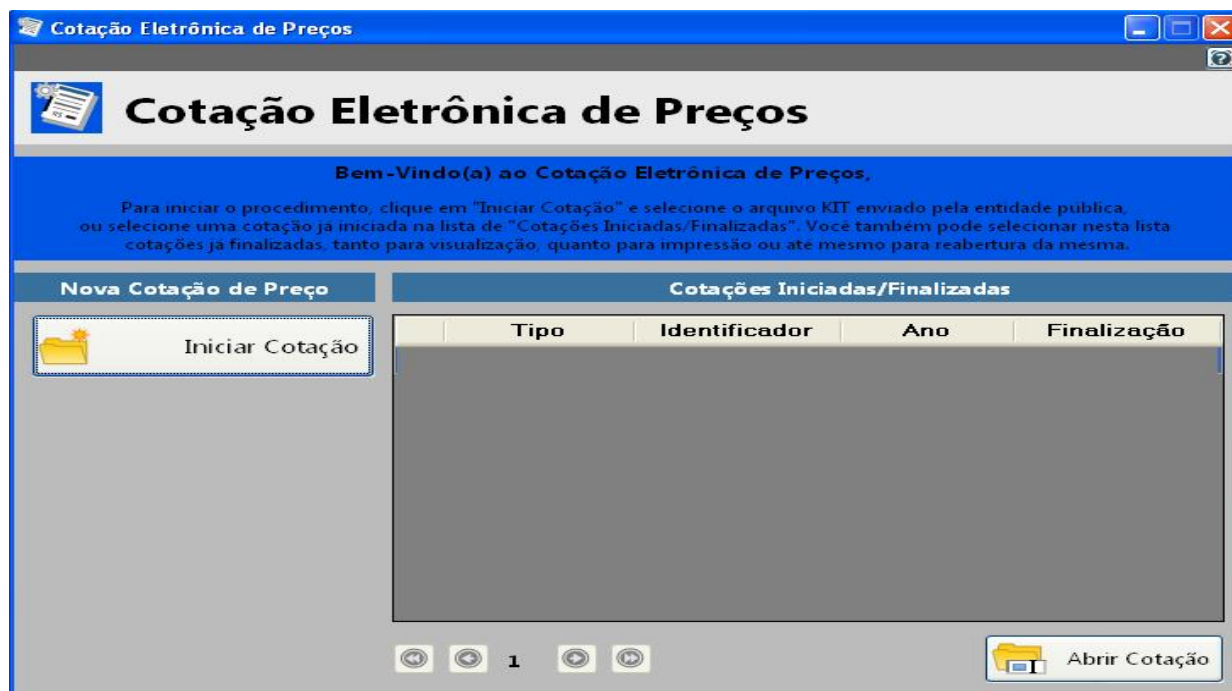 Cotação Eletrônica de Preços
Cotação Eletrônica de Preços
Bem-Vindo(a) ao Cotação Eletrônica de Preços,
Para iniciar o procedimento, clique em "Iniciar Cotação" e selecione o arquivo KIT enviado pela entidade pública,
ou selecione uma cotação já iniciada na lista de "Cotações Iniciadas/Finalizadas". Você também pode selecionar nesta lista
cotações já finalizadas, tanto para visualização, quanto para impressão ou até mesmo para reabertura da mesma.
Nova Cotação de Preço
Cotações Iniciadas/Finalizadas
Iniciar Cotação
Tipo Identificador Ano Finalização
1
Abrir Cotação